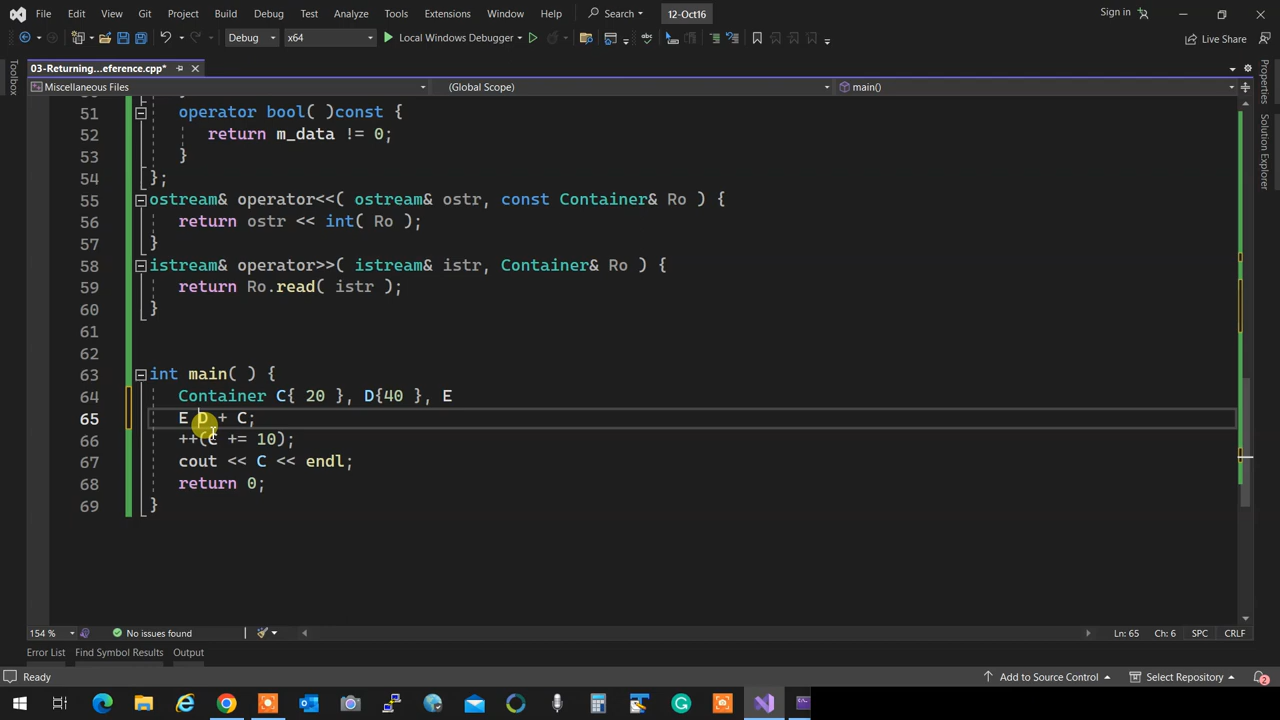 File Edit View Git Project Build Debug Test Analyze Tools Extensions Window Help Search 12-Oct16 Sign in
Debug x64 Local Windows Debugger Live Share
03-Returning...eference.cpp*
Miscellaneous Files (Global Scope) main()
Toolbox
Properties
Solution Explorer
51 operator bool( )const {
52 return m_data != 0;
53 }
54 };
55 ostream& operator<<( ostream& ostr, const Container& Ro ) {
56 return ostr << int( Ro );
57 }
58 istream& operator>>( istream& istr, Container& Ro ) {
59 return Ro.read( istr );
60 }
61
62
63 int main( ) {
64 Container C{ 20 }, D{40 }, E
65 E D + C;
66 ++(C += 10);
67 cout << C << endl;
68 return 0;
69 }
154 % No issues found Ln: 65 Ch: 6 SPC CRLF
Error List Find Symbol Results Output
Ready Add to Source Control Select Repository 2